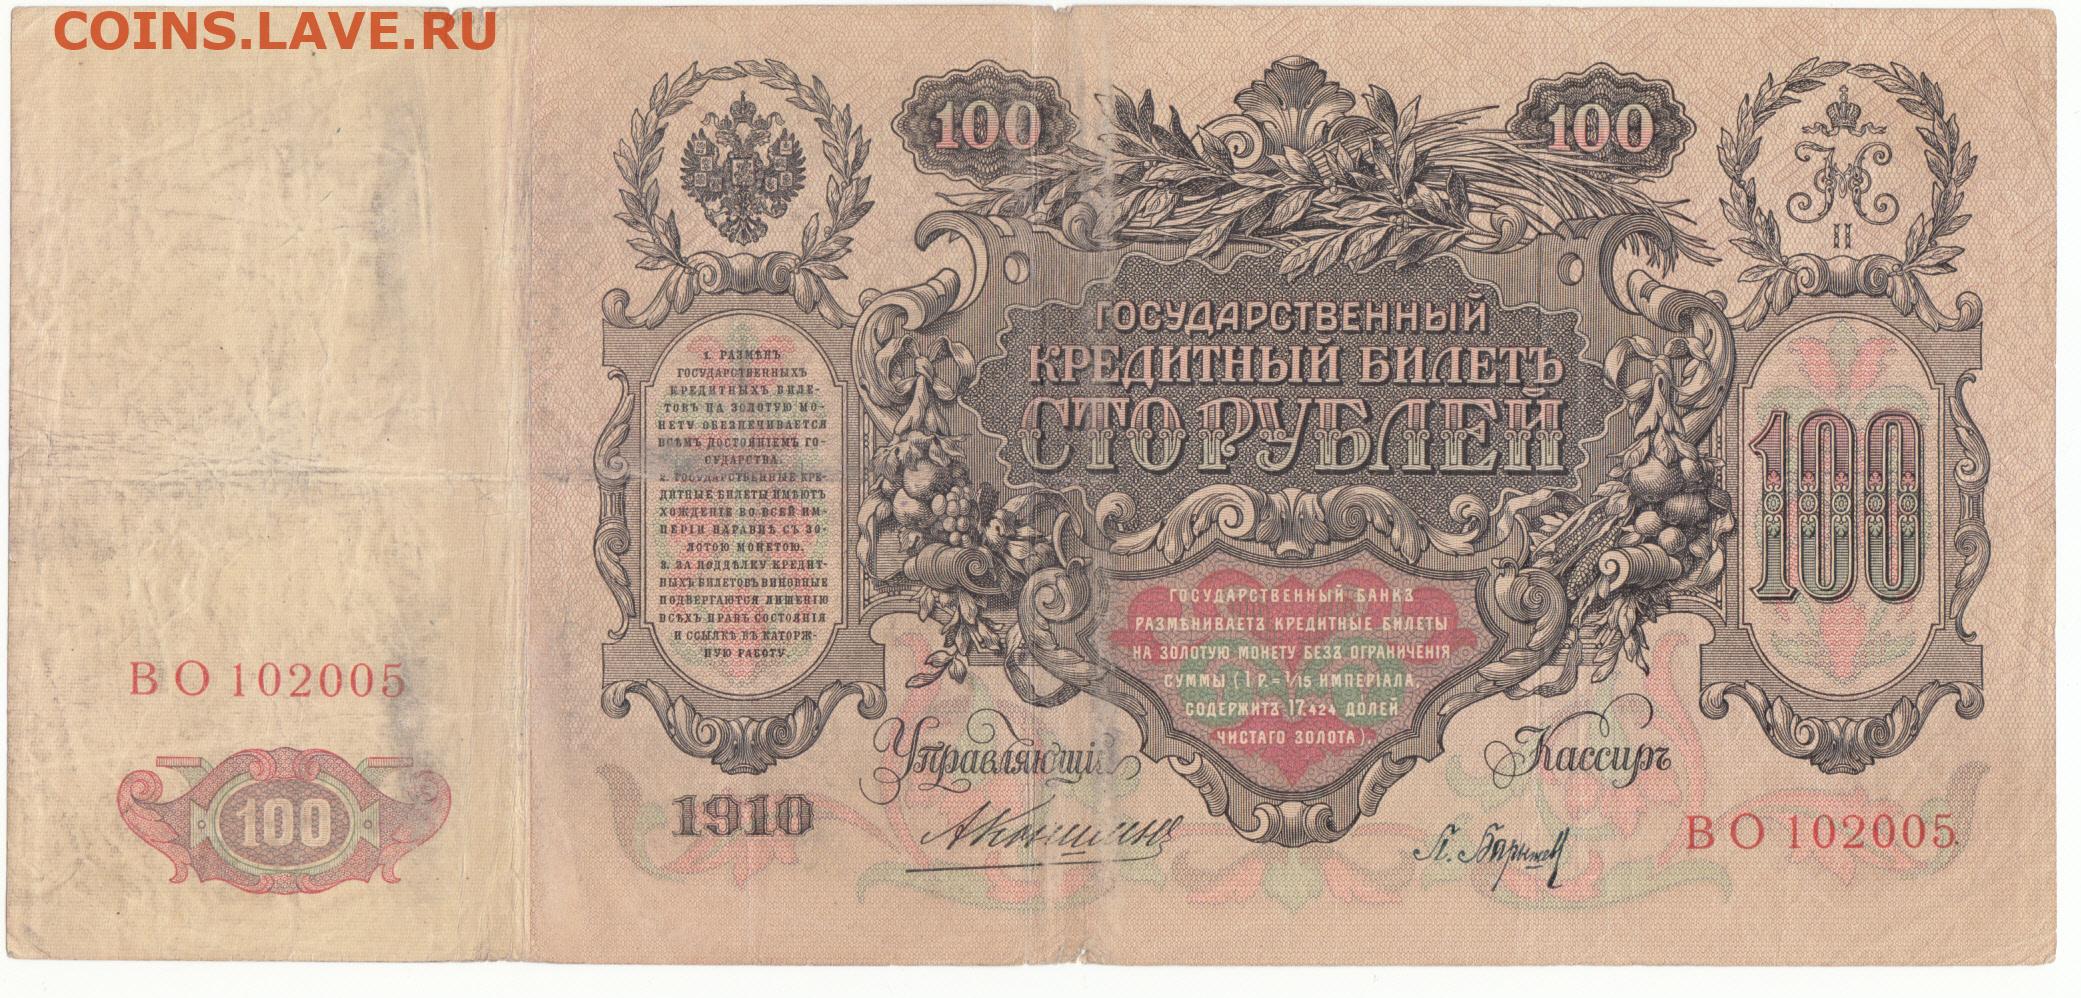 COINS.LAVE.RU
100
100
II
ГОСУДАРСТВЕННЫЙ
КРЕДИТНЫЙ БИЛЕТЪ
СТО РУБЛЕЙ
1. РАЗМѢНЪ
ГОСУДАРСТВЕННЫХЪ
КРЕДИТНЫХЪ БИЛЕ-
ТОВЪ НА ЗОЛОТУЮ МО-
НЕТУ ОБЕЗПЕЧИВАЕТСЯ
ВСѢМЪ ДОСТОЯНІЕМЪ ГО-
СУДАРСТВА.
2. ГОСУДАРСТВЕННЫЕ КРЕ-
ДИТНЫЕ БИЛЕТЫ ИМѢЮТЪ
ХОЖДЕНІЕ ВО ВСЕЙ ИМ-
ПЕРІИ НАРАВНѢ СЪ ЗО-
ЛОТОЮ МОНЕТОЮ.
3. ЗА ПОДДѢЛКУ КРЕДИТ-
НЫХЪ БИЛЕТОВЪ ВИНОВНЫЕ
ПОДВЕРГАЮТСЯ ЛИШЕНІЮ
ВСѢХЪ ПРАВЪ СОСТОЯНІЯ
И ССЫЛКѢ ВЪ КАТОРЖ-
НУЮ РАБОТУ.
100
ГОСУДАРСТВЕННЫЙ БАНКЪ
РАЗМѢНИВАЕТЪ КРЕДИТНЫЕ БИЛЕТЫ
НА ЗОЛОТУЮ МОНЕТУ БЕЗЪ ОГРАНИЧЕНІЯ
СУММЫ (1 Р.= 1/15 ИМПЕРІАЛА,
СОДЕРЖИТЪ 17,424 ДОЛЕЙ
ЧИСТАГО ЗОЛОТА).
ВО 102005
Управляющій
Кассиръ
100
1910
ВО 102005